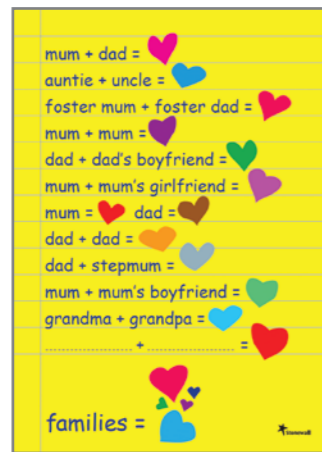 mum + dad =
auntie + uncle =
foster mum + foster dad =
mum + mum =
dad + dad's boyfriend =
mum + mum's girlfriend =
mum = dad =
dad + dad =
dad + stepmum =
mum + mum's boyfriend =
grandma + grandpa =
.................... + .................... =
families =
Stonewall